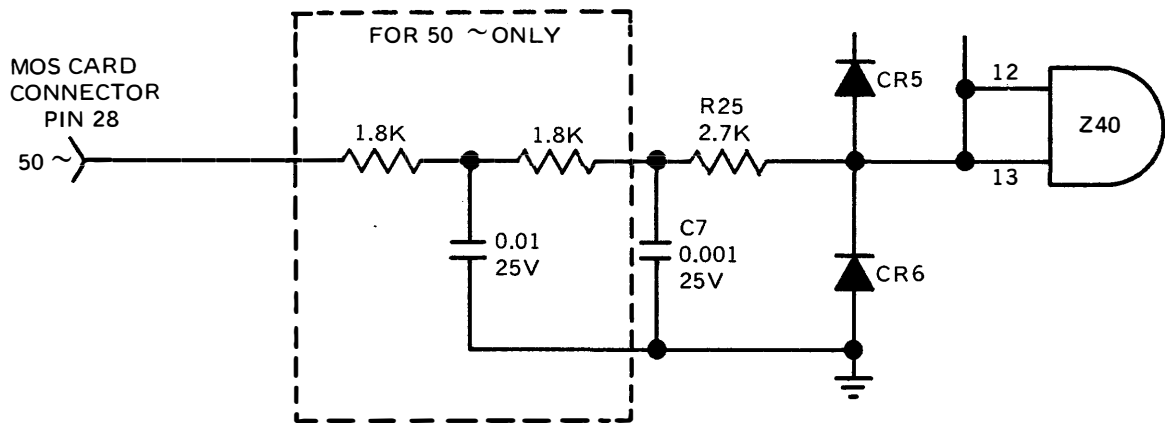 FOR 50 ~ ONLY
MOS CARD
CONNECTOR
PIN 28
50 ~
1.8K
1.8K
0.01
25V
C7
0.001
25V
R25
2.7K
CR5
CR6
12
13
Z40